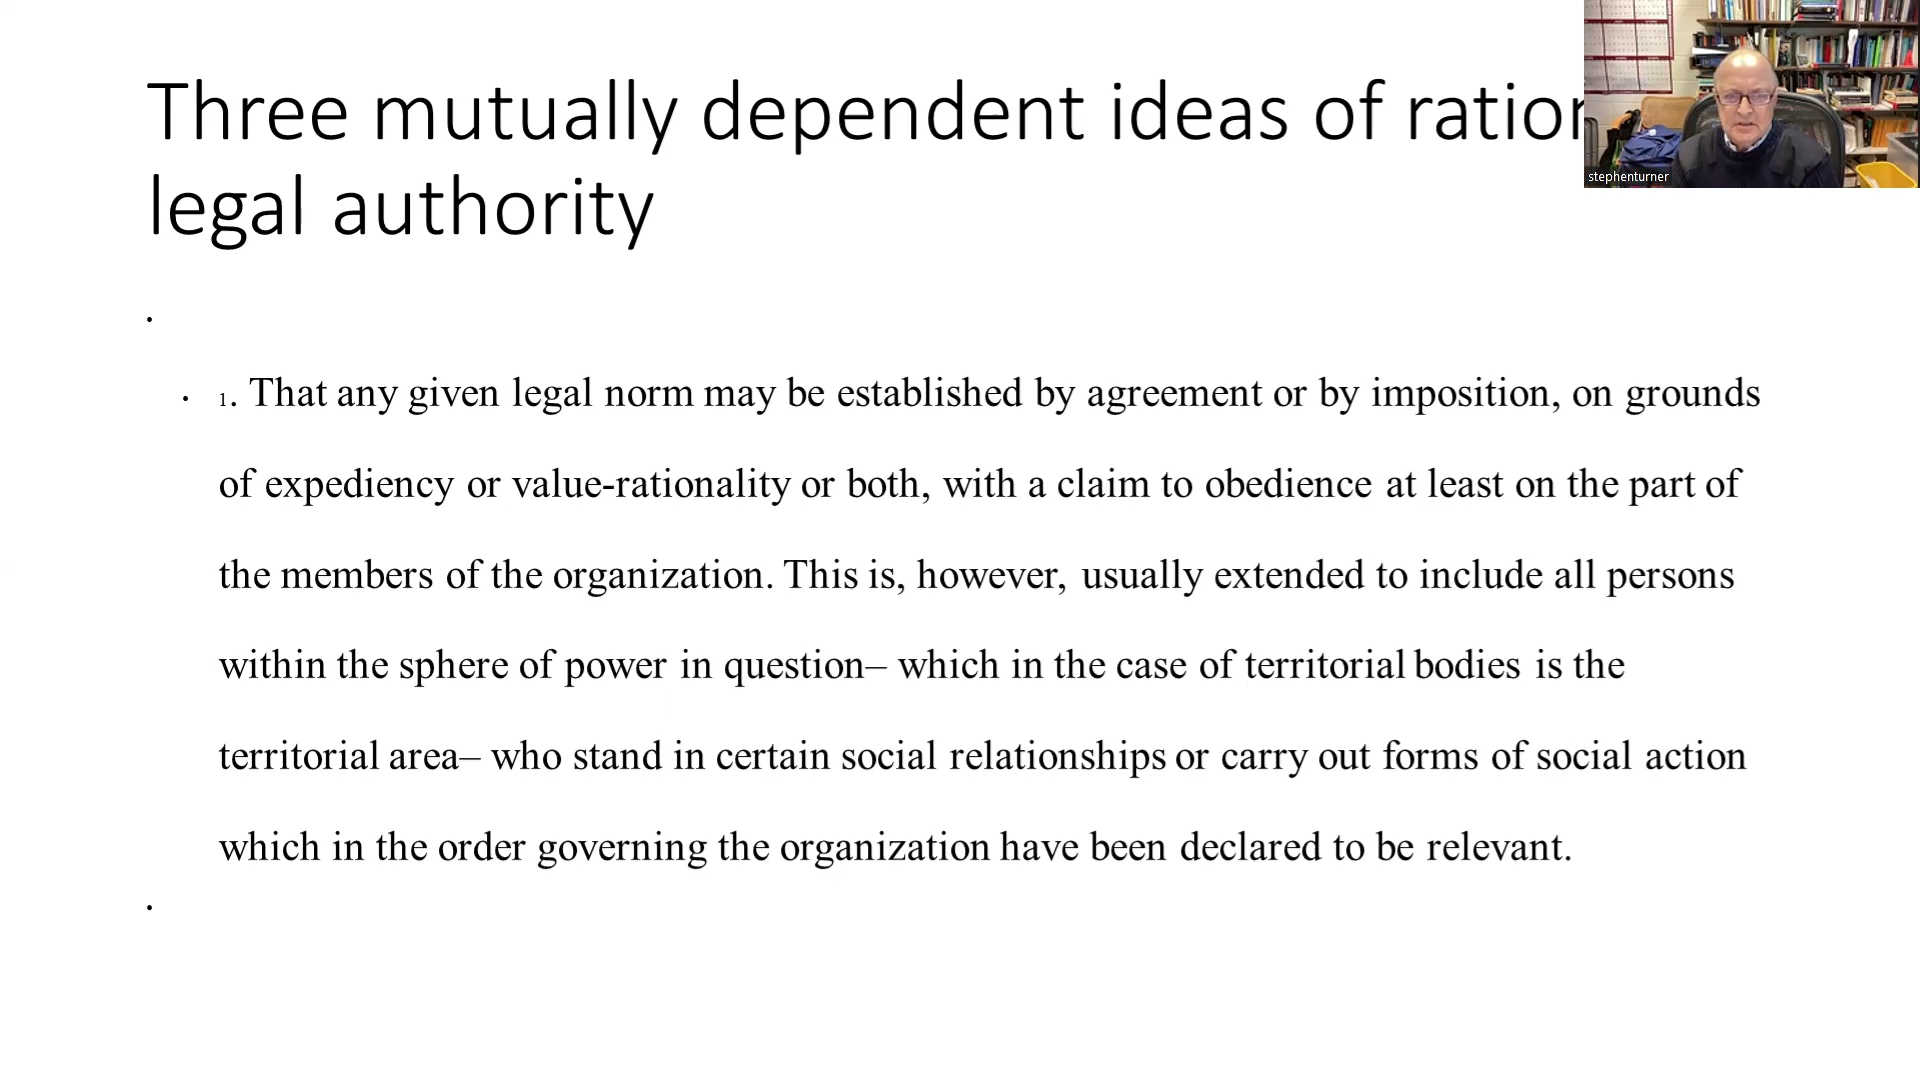 Three mutually dependent ideas of ration
legal authority
stephenturner
•
• 1. That any given legal norm may be established by agreement or by imposition, on grounds
of expediency or value-rationality or both, with a claim to obedience at least on the part of
the members of the organization. This is, however, usually extended to include all persons
within the sphere of power in question– which in the case of territorial bodies is the
territorial area– who stand in certain social relationships or carry out forms of social action
which in the order governing the organization have been declared to be relevant.
•